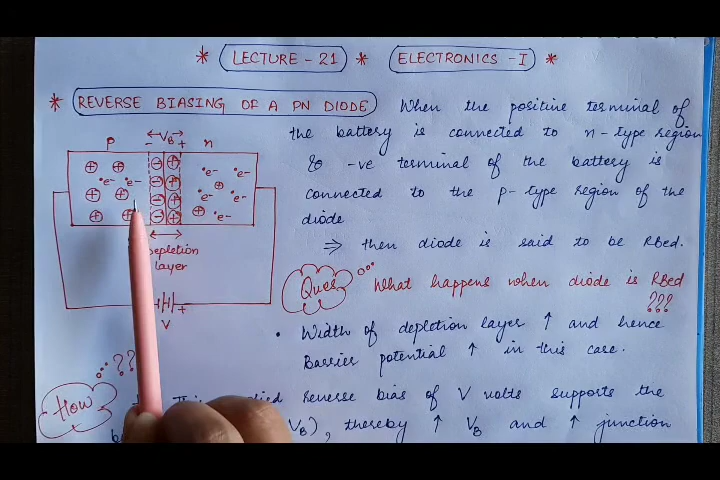 * LECTURE - 21 * ELECTRONICS - I *
* REVERSE BIASING OF A PN DIODE When the positive terminal of
the battery is connected to n-type region
& -ve terminal of the battery is
connected to the p-type region of the
diode
⇒ then diode is said to be RBed.
P ← VB → n
- +
⊕ ⊕ ⊖ ⊕ e- e-
e- e- ⊕
⊕ ⊕ ⊖ ⊕ e- e-
⊕ ⊕ ⊖ ⊕ ⊕ e-
depletion
layer
+
V
Ques What happens when diode is RBed
???
• Width of depletion layer ↑ and hence
Barrier potential ↑ in this case.
???
How
reverse bias of V volts supports the
VB), thereby ↑ VB and ↑ junction